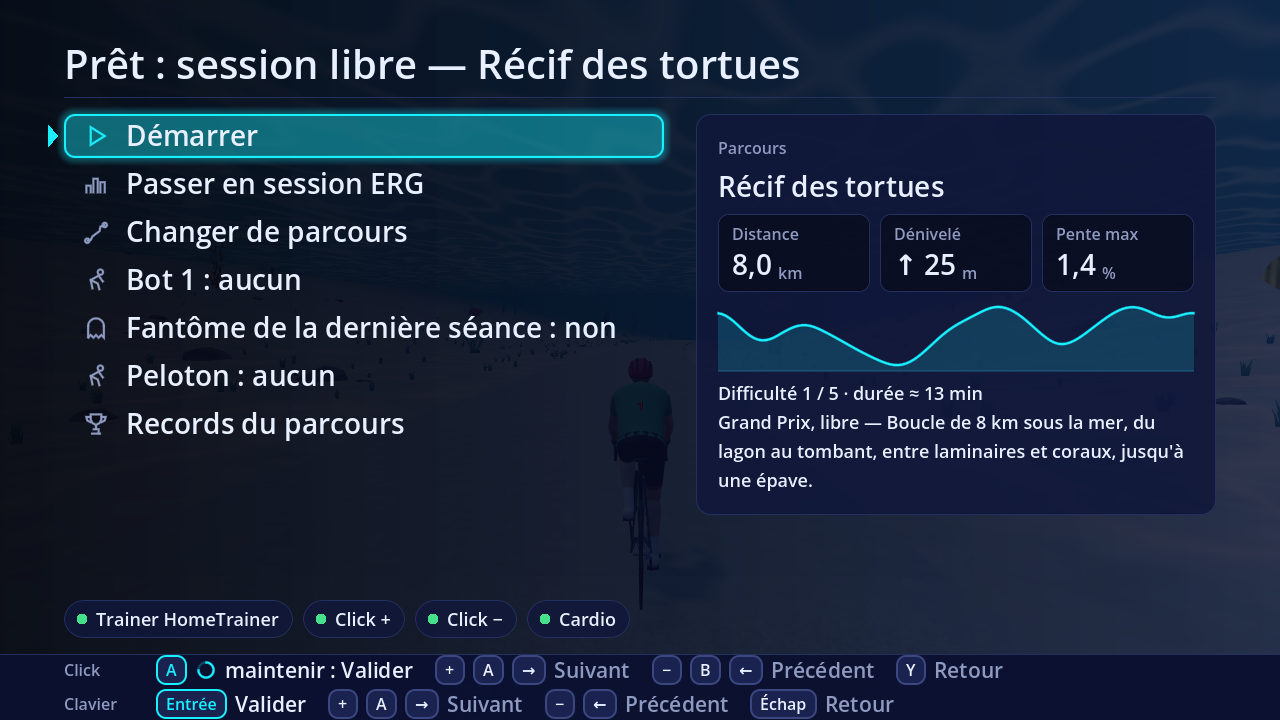 Prêt : session libre — Récif des tortues
Démarrer
Passer en session ERG
Changer de parcours
Bot 1 : aucun
Fantôme de la dernière séance : non
Peloton : aucun
Records du parcours
Parcours
Récif des tortues
Distance
8,0 km
Dénivelé
↑ 25 m
Pente max
1,4 %
Difficulté 1 / 5 · durée ≈ 13 min
Grand Prix, libre — Boucle de 8 km sous la mer, du
lagon au tombant, entre laminaires et coraux, jusqu'à
une épave.
Trainer HomeTrainer
Click +
Click −
Cardio
Click A maintenir : Valider + A → Suivant − B ← Précédent Y Retour
Clavier Entrée Valider + A → Suivant − ← Précédent Échap Retour